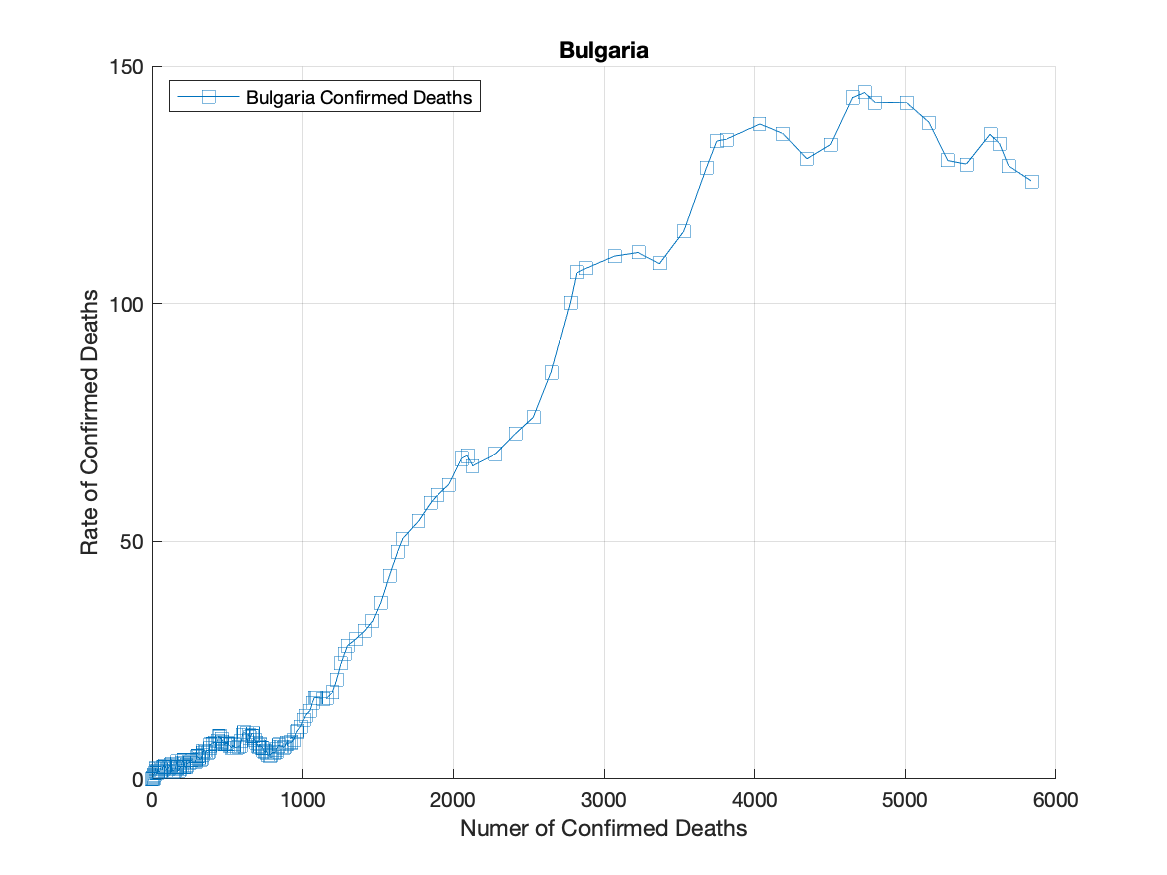 Bulgaria
Bulgaria Confirmed Deaths
150
100
50
0
Rate of Confirmed Deaths
0 1000 2000 3000 4000 5000 6000
Numer of Confirmed Deaths